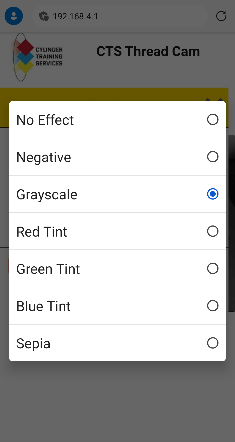 192.168.4.1
CYLINDER
TRAINING
SERVICES
CTS Thread Cam
No Effect
Negative
Grayscale
Red Tint
Green Tint
Blue Tint
Sepia